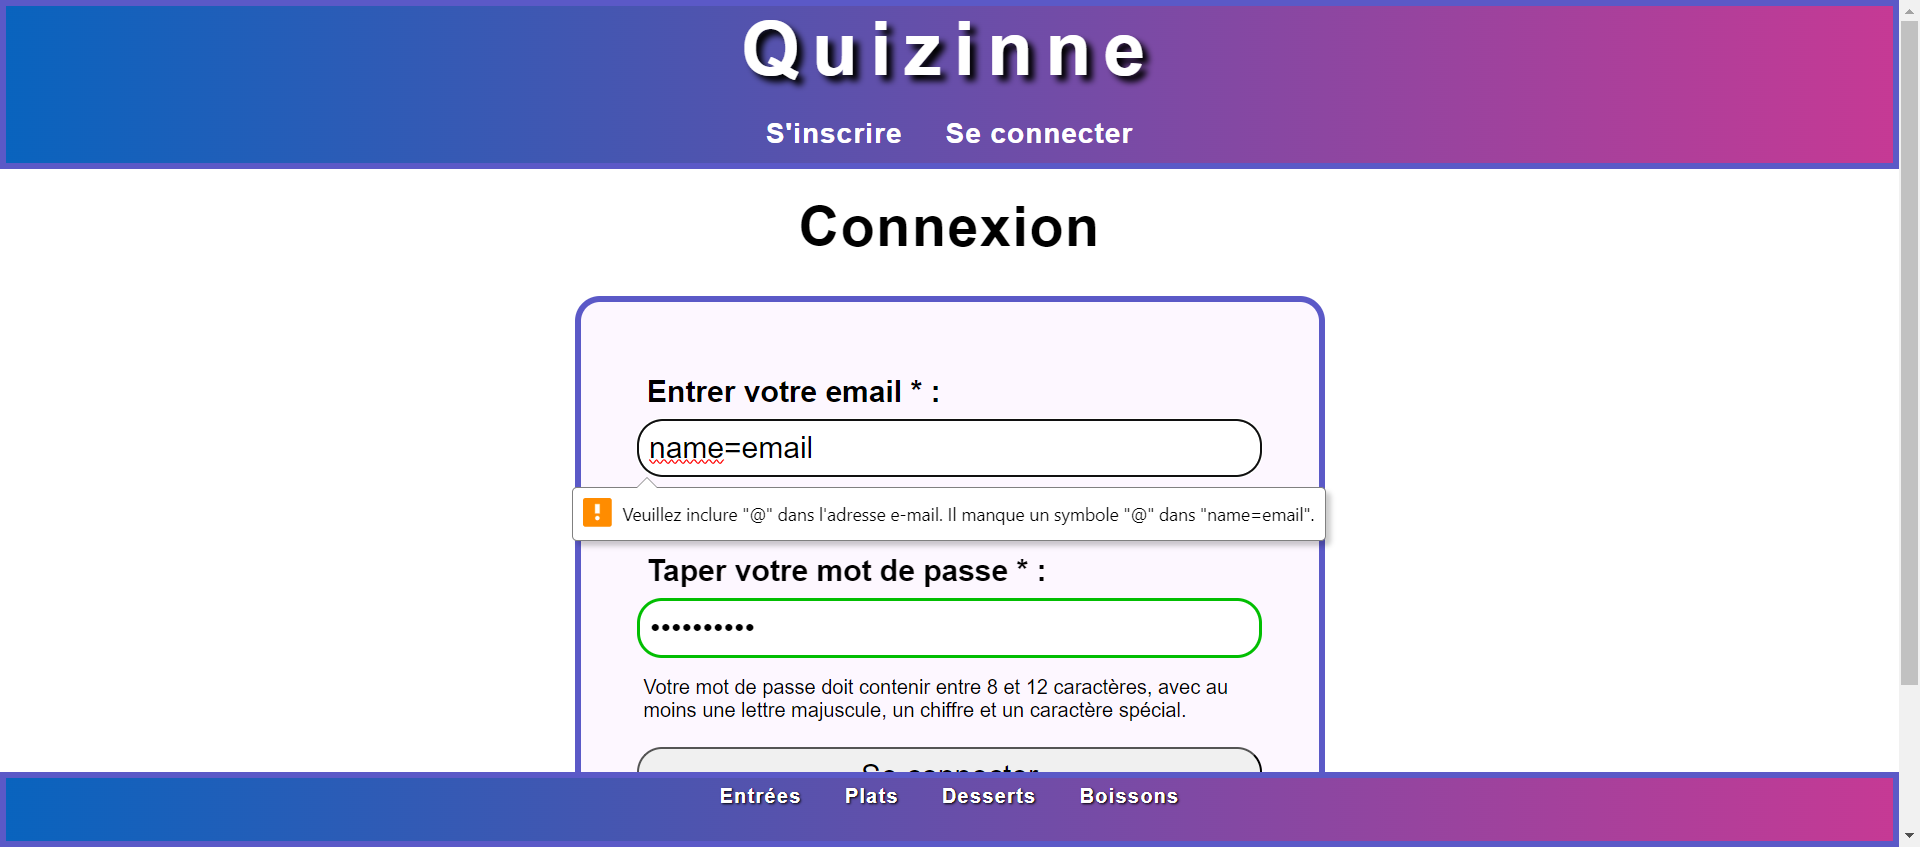 Quizinne
S'inscrire Se connecter
Connexion
Entrer votre email * :
name=email
Veuillez inclure "@" dans l'adresse e-mail. Il manque un symbole "@" dans "name=email".
Taper votre mot de passe * :
••••••••••
Votre mot de passe doit contenir entre 8 et 12 caractères, avec au
moins une lettre majuscule, un chiffre et un caractère spécial.
Se connecter
Entrées Plats Desserts Boissons